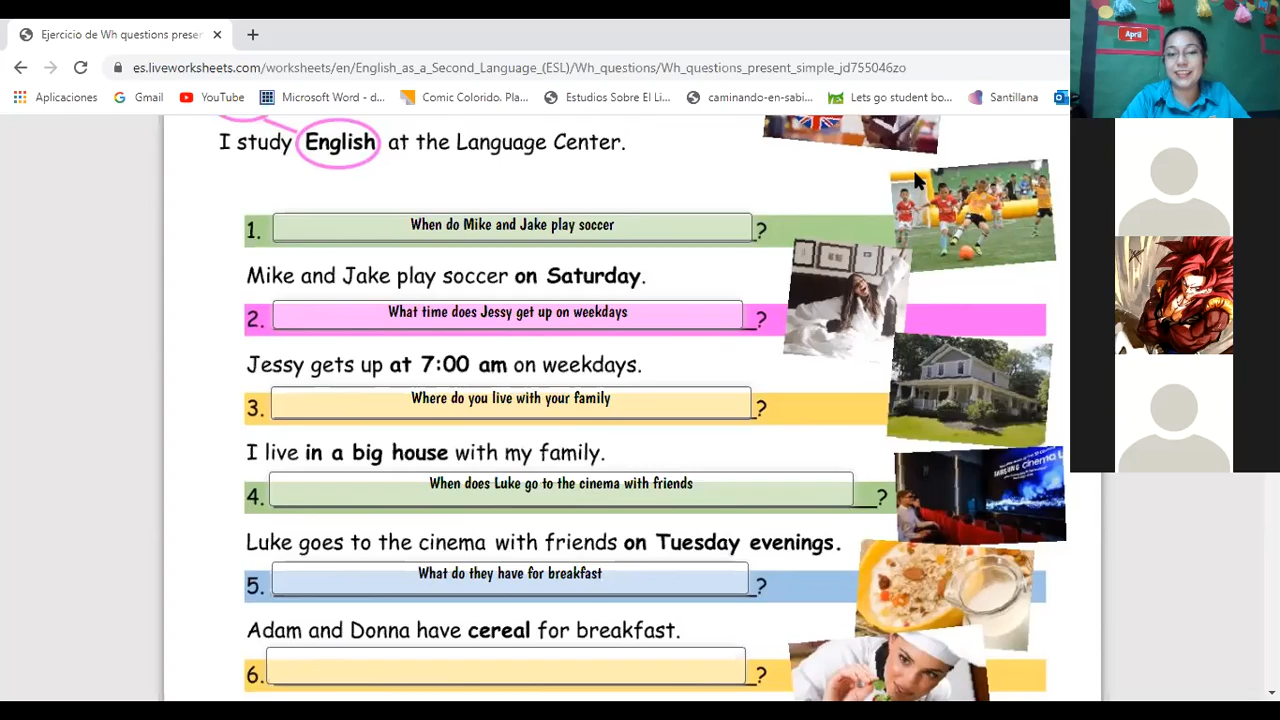 Ejercicio de Wh questions prese
es.liveworksheets.com/worksheets/en/English_as_a_Second_Language_(ESL)/Wh_questions/Wh_questions_present_simple_jd755046zo
Aplicaciones
Gmail
YouTube
Microsoft Word - d...
Comic Colorido. Pla...
Estudios Sobre El Li...
caminando-en-sabi...
Lets go student bo...
Santillana
April
I study English at the Language Center.
1. When do Mike and Jake play soccer ?
Mike and Jake play soccer on Saturday.
2. What time does Jessy get up on weekdays ?
Jessy gets up at 7:00 am on weekdays.
3. Where do you live with your family ?
I live in a big house with my family.
4. When does Luke go to the cinema with friends ?
Luke goes to the cinema with friends on Tuesday evenings.
5. What do they have for breakfast ?
Adam and Donna have cereal for breakfast.
6. ?